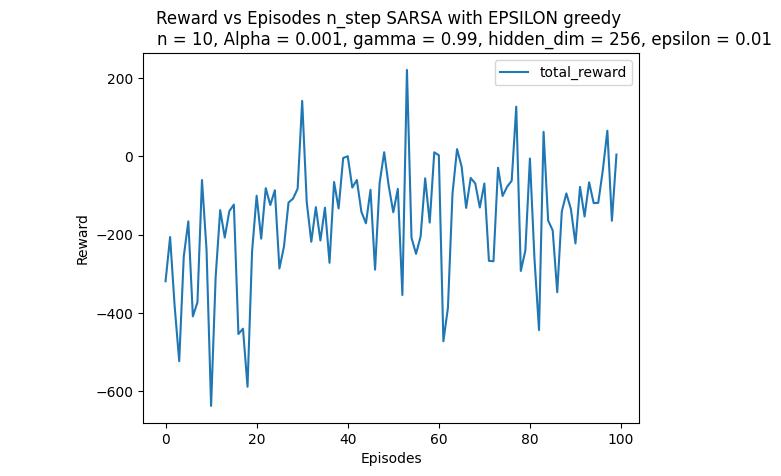 Reward vs Episodes n_step SARSA with EPSILON greedy
n = 10, Alpha = 0.001, gamma = 0.99, hidden_dim = 256, epsilon = 0.01
total_reward
200
0
−200
−400
−600
Reward
0 20 40 60 80 100
Episodes